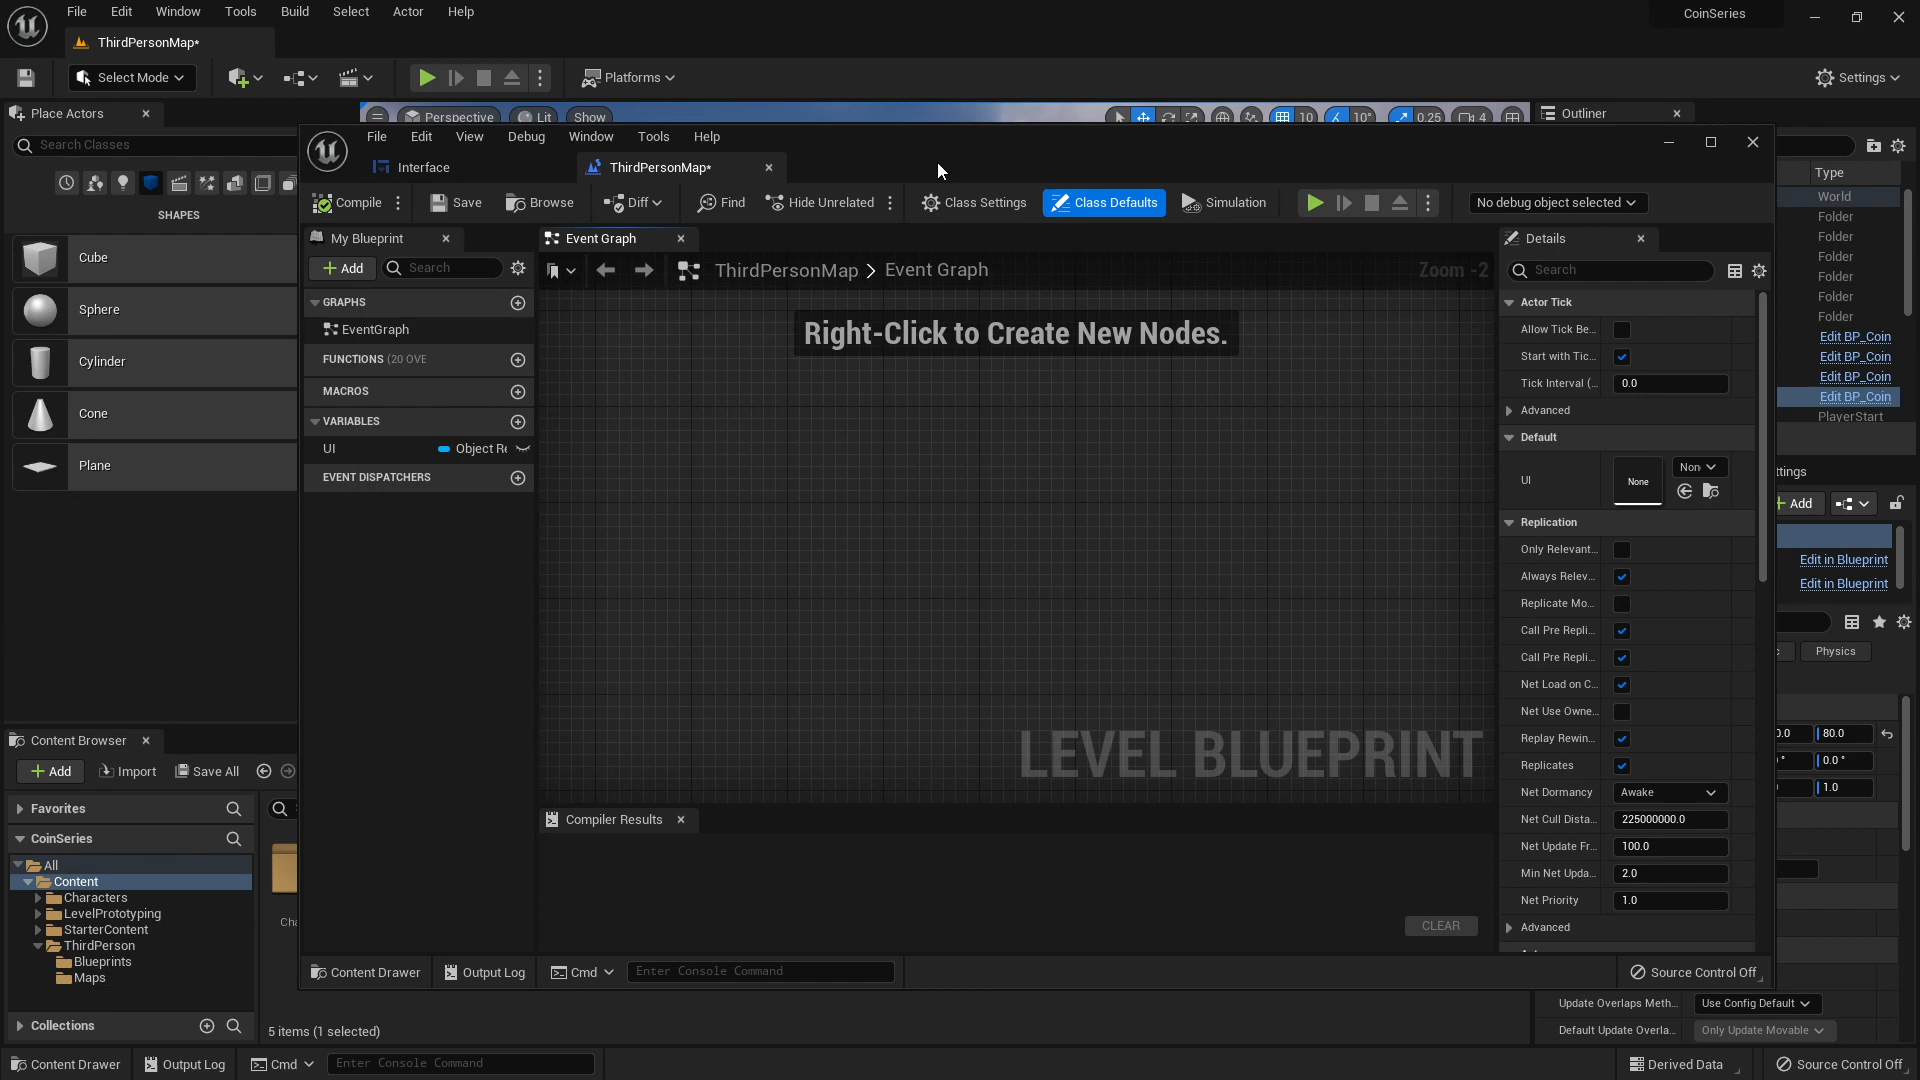 File Edit Window Tools Build Select Actor Help
CoinSeries
ThirdPersonMap*
Select Mode
Platforms
Settings
Place Actors
Perspective Lit Show
10 10° 0.25 4
Outliner
Search Classes
SHAPES
Cube
Sphere
Cylinder
Cone
Plane
File Edit View Debug Window Tools Help
Interface
ThirdPersonMap*
Compile Save Browse Diff Find Hide Unrelated Class Settings Class Defaults Simulation No debug object selected
My Blueprint
Add Search
GRAPHS
EventGraph
FUNCTIONS (20 OVE
MACROS
VARIABLES
UI Object Re
EVENT DISPATCHERS
Event Graph
ThirdPersonMap > Event Graph
Zoom -2
Right-Click to Create New Nodes.
LEVEL BLUEPRINT
Compiler Results
CLEAR
Details
Search
Actor Tick
Allow Tick Be...
Start with Tic...
Tick Interval (... 0.0
Advanced
Default
UI None Non
Replication
Only Relevant...
Always Relev...
Replicate Mo...
Call Pre Repli...
Call Pre Repli...
Net Load on C...
Net Use Owne...
Replay Rewin...
Replicates
Net Dormancy Awake
Net Cull Dista... 225000000.0
Net Update Fr... 100.0
Min Net Upda... 2.0
Net Priority 1.0
Advanced
Content Drawer Output Log Cmd Enter Console Command
Source Control Off
Type
World
Folder
Folder
Folder
Folder
Folder
Folder
Edit BP_Coin
Edit BP_Coin
Edit BP_Coin
Edit BP_Coin
PlayerStart
ttings
Add
Edit in Blueprint
Edit in Blueprint
Physics
0.0 80.0
° 0.0 °
1.0
Update Overlaps Meth... Use Config Default
Default Update Overla... Only Update Movable
Content Browser
Add Import Save All
Favorites
CoinSeries
All
Content
Characters
LevelPrototyping
StarterContent
ThirdPerson
Blueprints
Maps
Collections
Cha
5 items (1 selected)
Content Drawer Output Log Cmd Enter Console Command
Derived Data
Source Control Off